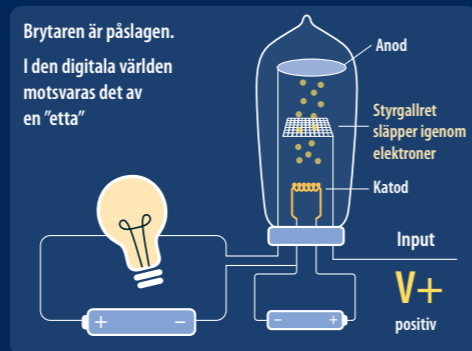 Brytaren är påslagen.
I den digitala världen
motsvaras det av
en ”etta”
Anod
Styrgallret
släpper igenom
elektroner
Katod
Input
V+
positiv
+ −
− +